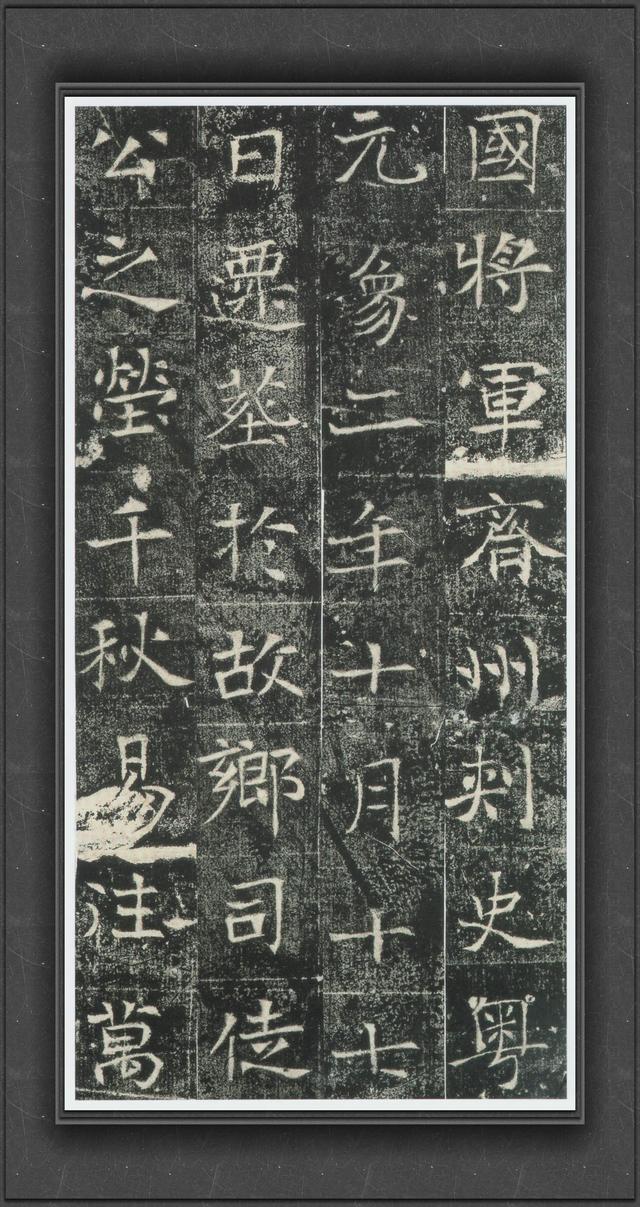 國將軍齊州刺史粵
元象二年十月十七
日遷塟於故鄉司徒
公之塋千秋易往萬